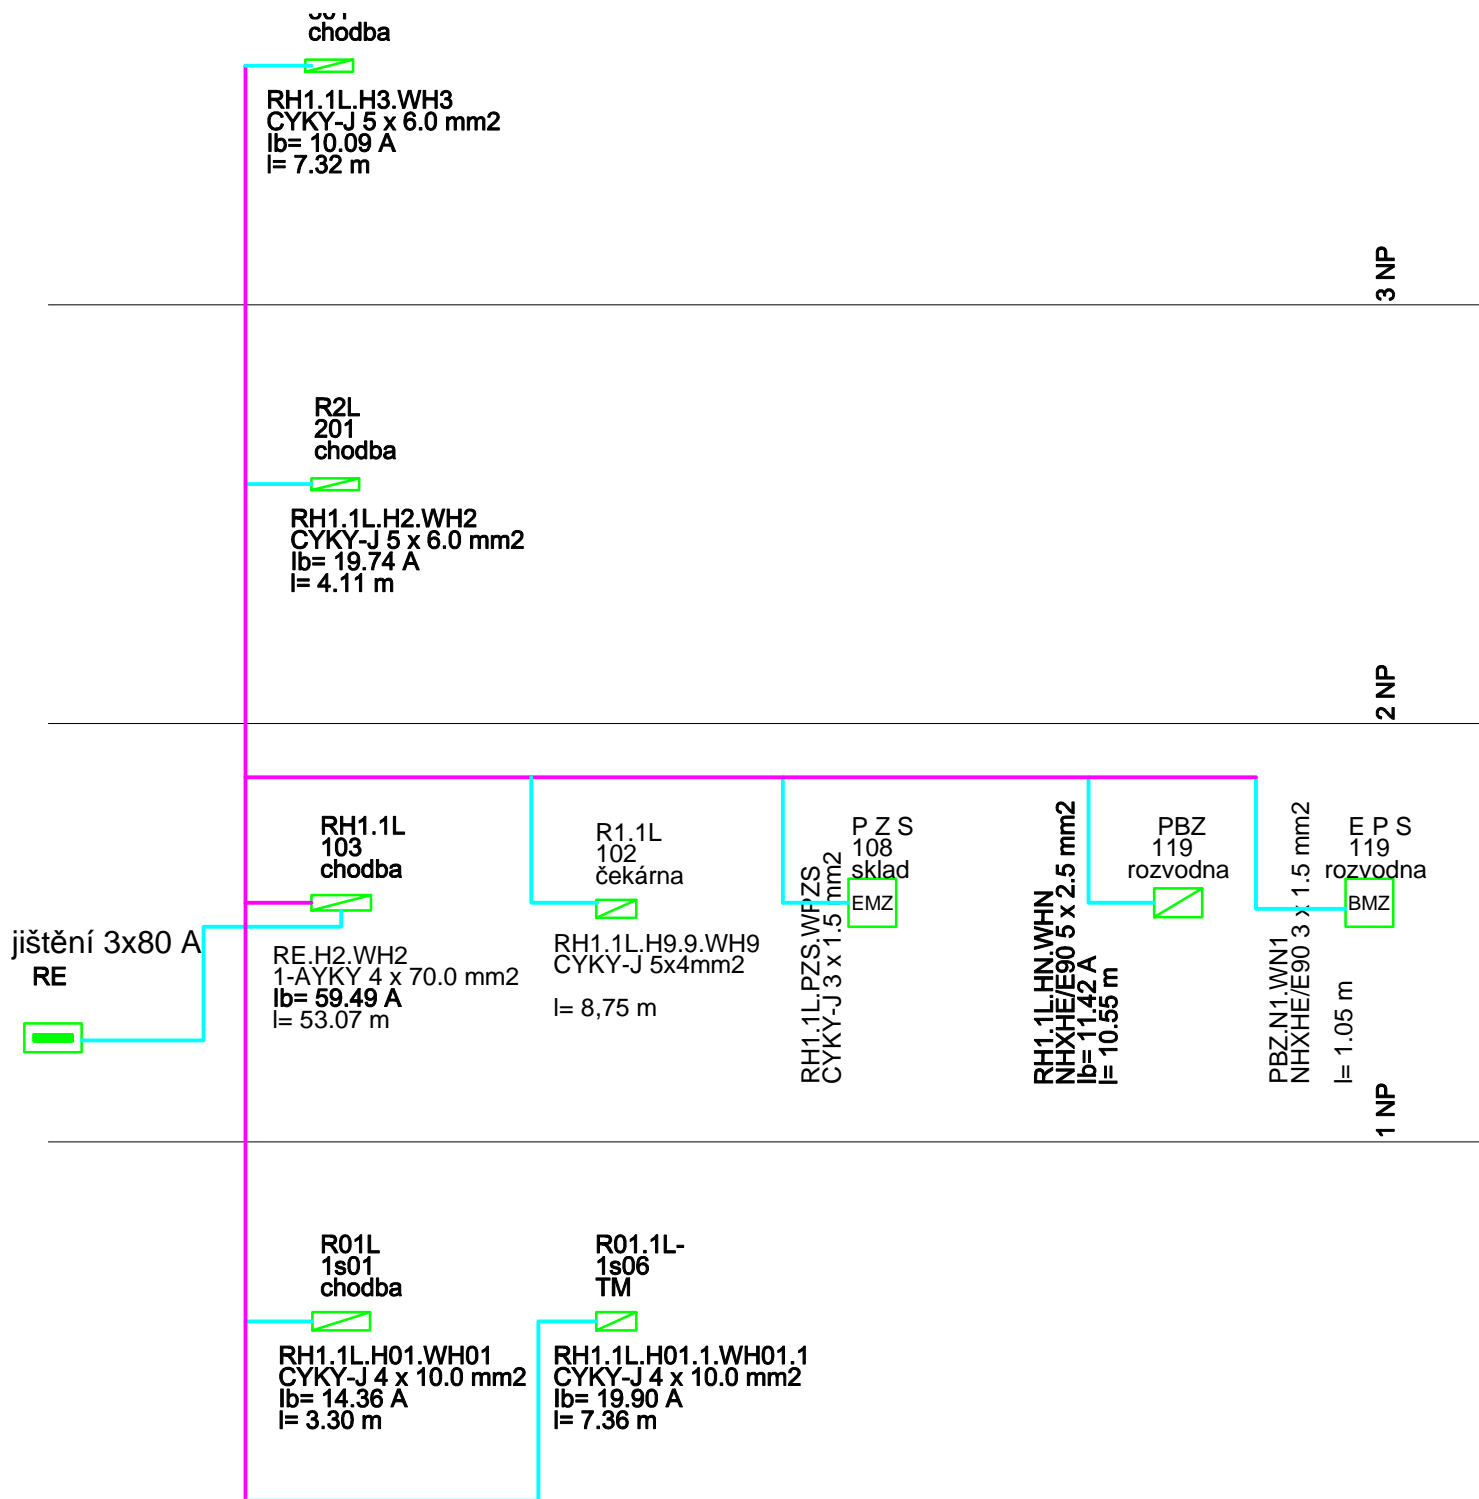 chodba
RH1.1L.H3.WH3
CYKY-J 5 x 6.0 mm2
Ib= 10.09 A
l= 7.32 m
3 NP
R2L
201
chodba
RH1.1L.H2.WH2
CYKY-J 5 x 6.0 mm2
Ib= 19.74 A
l= 4.11 m
2 NP
RH1.1L
103
chodba
jištění 3x80 A
RE
RE.H2.WH2
1-AYKY 4 x 70.0 mm2
Ib= 59.49 A
l= 53.07 m
R1.1L
102
čekárna
RH1.1L.H9.9.WH9
CYKY-J 5x4mm2
l= 8,75 m
P Z S
108
sklad
EMZ
RH1.1L.PZS.WPZS
CYKY-J 3 x 1.5 mm2
PBZ
119
rozvodna
RH1.1L.HN.WHN
NHXHE/E90 5 x 2.5 mm2
Ib= 11.42 A
l= 10.55 m
E P S
119
rozvodna
BMZ
PBZ.N1.WN1
NHXHE/E90 3 x 1.5 mm2
l= 1.05 m
1 NP
R01L
1s01
chodba
RH1.1L.H01.WH01
CYKY-J 4 x 10.0 mm2
Ib= 14.36 A
l= 3.30 m
R01.1L-
1s06
TM
RH1.1L.H01.1.WH01.1
CYKY-J 4 x 10.0 mm2
Ib= 19.90 A
l= 7.36 m